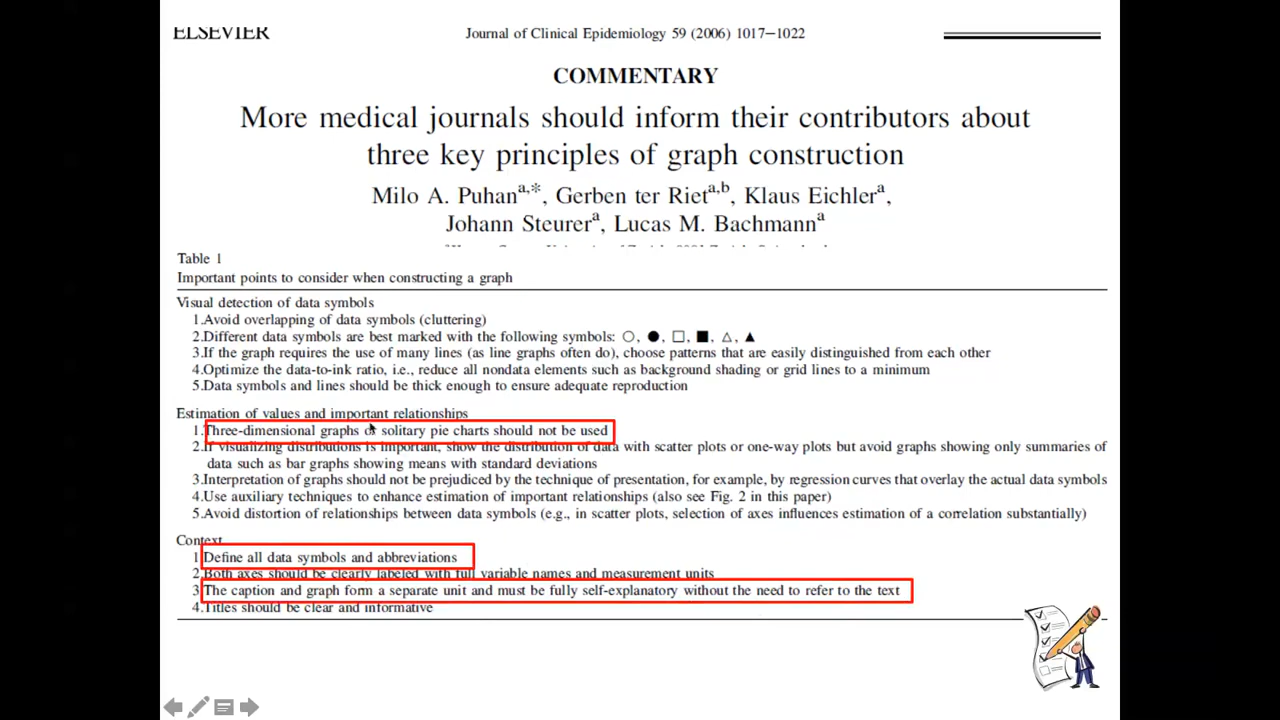 ELSEVIER
Journal of Clinical Epidemiology 59 (2006) 1017–1022
COMMENTARY
More medical journals should inform their contributors about
three key principles of graph construction
Milo A. Puhan a,*, Gerben ter Riet a,b, Klaus Eichler a,
Johann Steurer a, Lucas M. Bachmann a
Table 1
Important points to consider when constructing a graph
Visual detection of data symbols
1.Avoid overlapping of data symbols (cluttering)
2.Different data symbols are best marked with the following symbols: ○, ●, □, ■, △, ▲
3.If the graph requires the use of many lines (as line graphs often do), choose patterns that are easily distinguished from each other
4.Optimize the data-to-ink ratio, i.e., reduce all nondata elements such as background shading or grid lines to a minimum
5.Data symbols and lines should be thick enough to ensure adequate reproduction
Estimation of values and important relationships
1.Three-dimensional graphs or solitary pie charts should not be used
2.If visualizing distributions is important, show the distribution of data with scatter plots or one-way plots but avoid graphs showing only summaries of
data such as bar graphs showing means with standard deviations
3.Interpretation of graphs should not be prejudiced by the technique of presentation, for example, by regression curves that overlay the actual data symbols
4.Use auxiliary techniques to enhance estimation of important relationships (also see Fig. 2 in this paper)
5.Avoid distortion of relationships between data symbols (e.g., in scatter plots, selection of axes influences estimation of a correlation substantially)
Context
1.Define all data symbols and abbreviations
2.Both axes should be clearly labeled with full variable names and measurement units
3.The caption and graph form a separate unit and must be fully self-explanatory without the need to refer to the text
4.Titles should be clear and informative